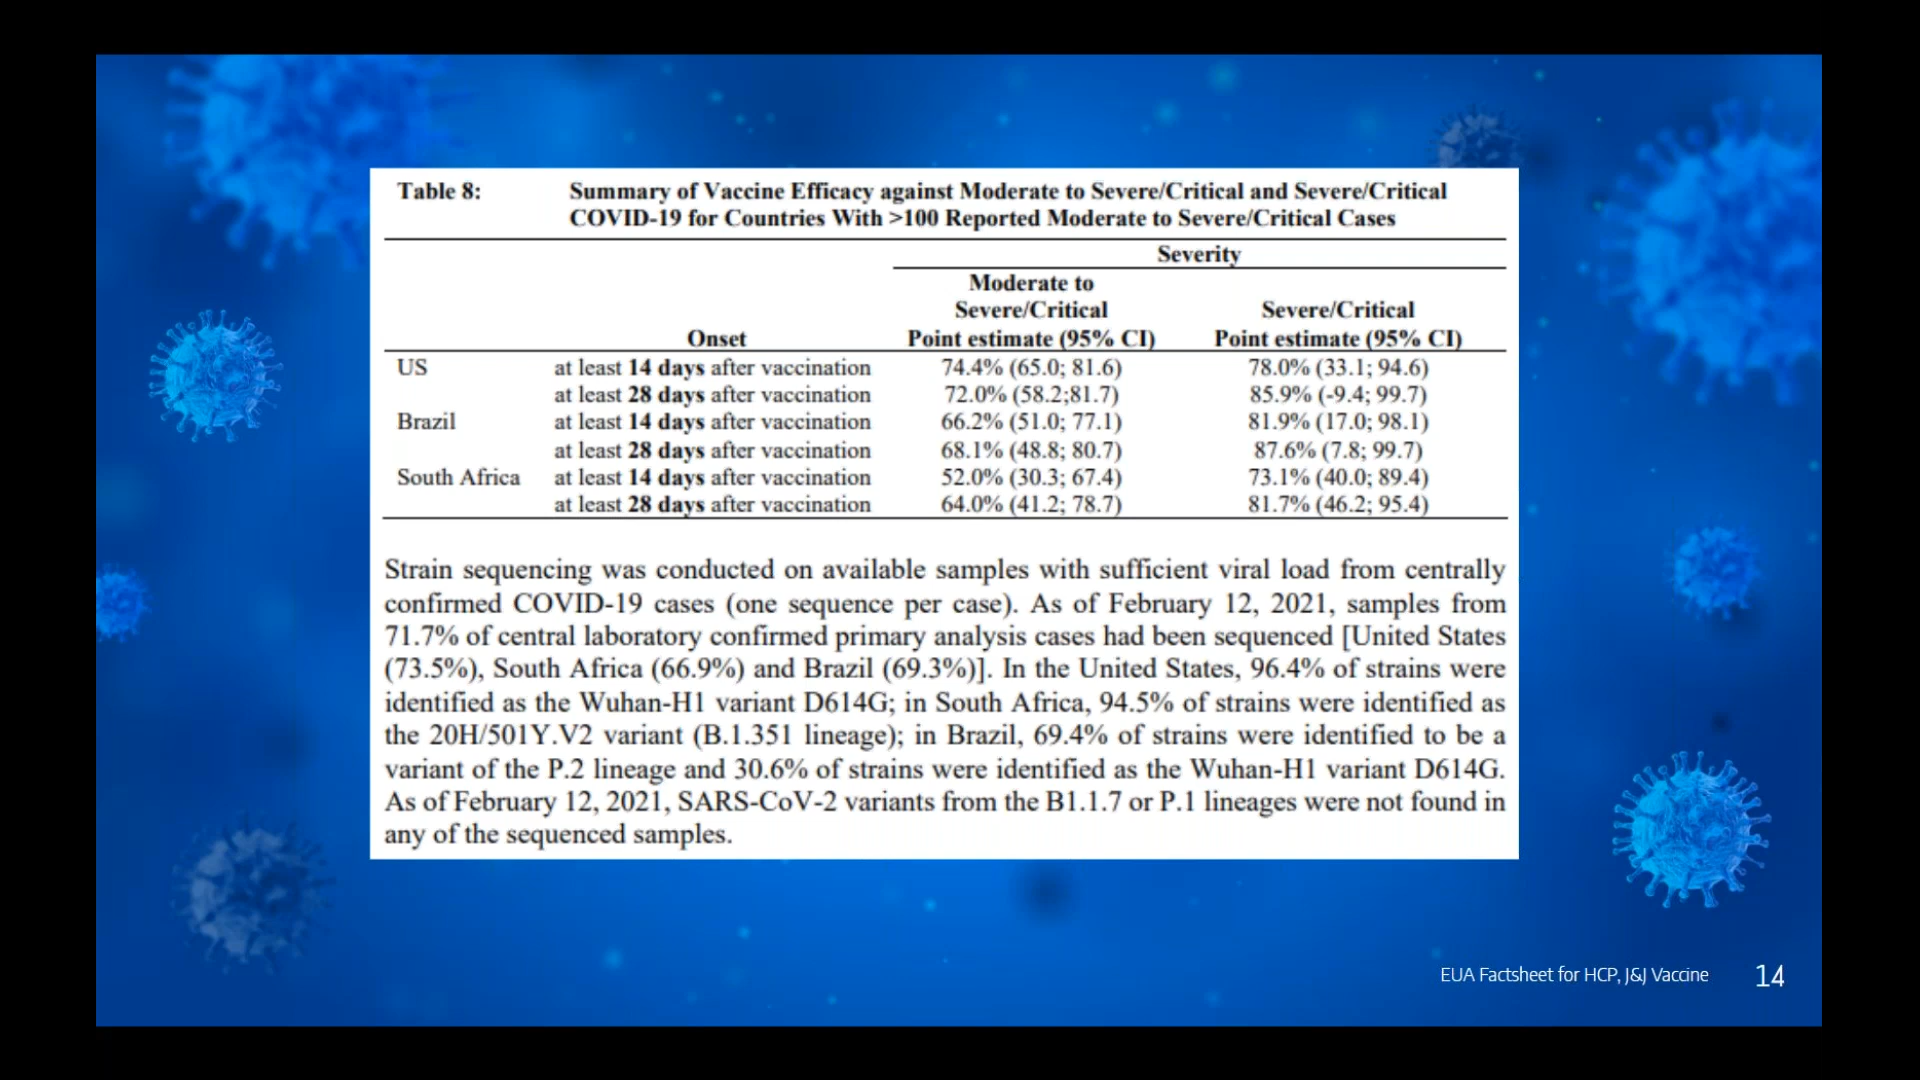 Table 8: Summary of Vaccine Efficacy against Moderate to Severe/Critical and Severe/Critical
COVID-19 for Countries With >100 Reported Moderate to Severe/Critical Cases
Severity
Moderate to
Severe/Critical Severe/Critical
Onset Point estimate (95% CI) Point estimate (95% CI)
US at least 14 days after vaccination 74.4% (65.0; 81.6) 78.0% (33.1; 94.6)
at least 28 days after vaccination 72.0% (58.2;81.7) 85.9% (-9.4; 99.7)
Brazil at least 14 days after vaccination 66.2% (51.0; 77.1) 81.9% (17.0; 98.1)
at least 28 days after vaccination 68.1% (48.8; 80.7) 87.6% (7.8; 99.7)
South Africa at least 14 days after vaccination 52.0% (30.3; 67.4) 73.1% (40.0; 89.4)
at least 28 days after vaccination 64.0% (41.2; 78.7) 81.7% (46.2; 95.4)
Strain sequencing was conducted on available samples with sufficient viral load from centrally
confirmed COVID-19 cases (one sequence per case). As of February 12, 2021, samples from
71.7% of central laboratory confirmed primary analysis cases had been sequenced [United States
(73.5%), South Africa (66.9%) and Brazil (69.3%)]. In the United States, 96.4% of strains were
identified as the Wuhan-H1 variant D614G; in South Africa, 94.5% of strains were identified as
the 20H/501Y.V2 variant (B.1.351 lineage); in Brazil, 69.4% of strains were identified to be a
variant of the P.2 lineage and 30.6% of strains were identified as the Wuhan-H1 variant D614G.
As of February 12, 2021, SARS-CoV-2 variants from the B1.1.7 or P.1 lineages were not found in
any of the sequenced samples.
EUA Factsheet for HCP, J&J Vaccine 14